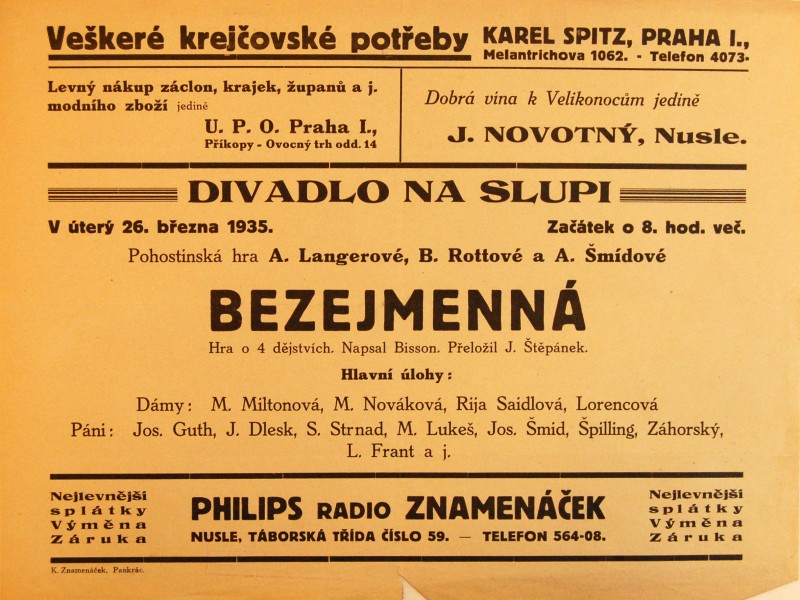 Veškeré krejčovské potřeby
KAREL SPITZ, PRAHA I.,
Melantrichova 1062. - Telefon 4073-
Levný nákup záclon, krajek, županů a j.
modního zboží jedině
U. P. O. Praha I.,
Příkopy - Ovocný trh odd. 14
Dobrá vína k Velikonocům jedině
J. NOVOTNÝ, Nusle.
DIVADLO NA SLUPI
V úterý 26. března 1935.
Začátek o 8. hod. več.
Pohostinská hra A. Langerové, B. Rottové a A. Šmídové
BEZEJMENNÁ
Hra o 4 dějstvích. Napsal Bisson. Přeložil J. Štěpánek.
Hlavní úlohy:
Dámy: M. Miltonová, M. Nováková, Rija Saidlová, Lorencová
Páni: Jos. Guth, J. Dlesk, S. Strnad, M. Lukeš, Jos. Šmid, Špilling, Záhorský,
L. Frant a j.
Nejlevnější
splátky
Výměna
Záruka
PHILIPS RADIO ZNAMENÁČEK
NUSLE, TÁBORSKÁ TŘÍDA ČÍSLO 59. — TELEFON 564-08.
Nejlevnější
splátky
Výměna
Záruka
K. Znamenáček, Pankrác.